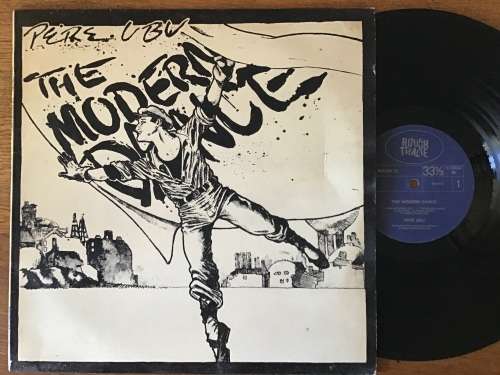 PERE UBU
THE
MODERN
DANCE
ROUGH
TRADE
33⅓
1
THE MODERN DANCE
PERE UBU